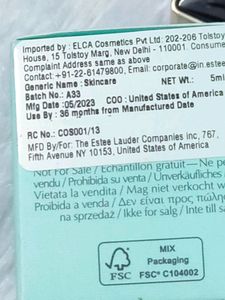 Imported by : ELCA Cosmetics Pvt Ltd. 202-206 Tolstoy
House, 15 Tolstoy Marg, New Delhi - 110001. Consume
Complaint Address same as above
Contact :+91-22-61479800, Email: corporate@in.estee
Generic Name : Skincare NET :5ml
Batch No : A33
Mfg Date :05/2023 COO : United States of America
Use By : 36 months from Manufactured Date
RC No.: COS001/13
MFD By/For: The Estee Lauder Companies Inc, 767,
Fifth Avenue NY 10153, United States of America
Not For Sale / Échantillon gratuit — Ne p
vendu / Prohibida su venta / Unverkäufliches
Vietata la vendita / Mag niet verkocht w
Proibida a venda / Δεν είναι προς πώλη
na sprzedaż / Ikke for salg / Inte till
FSC
MIX
Packaging
FSC® C104002